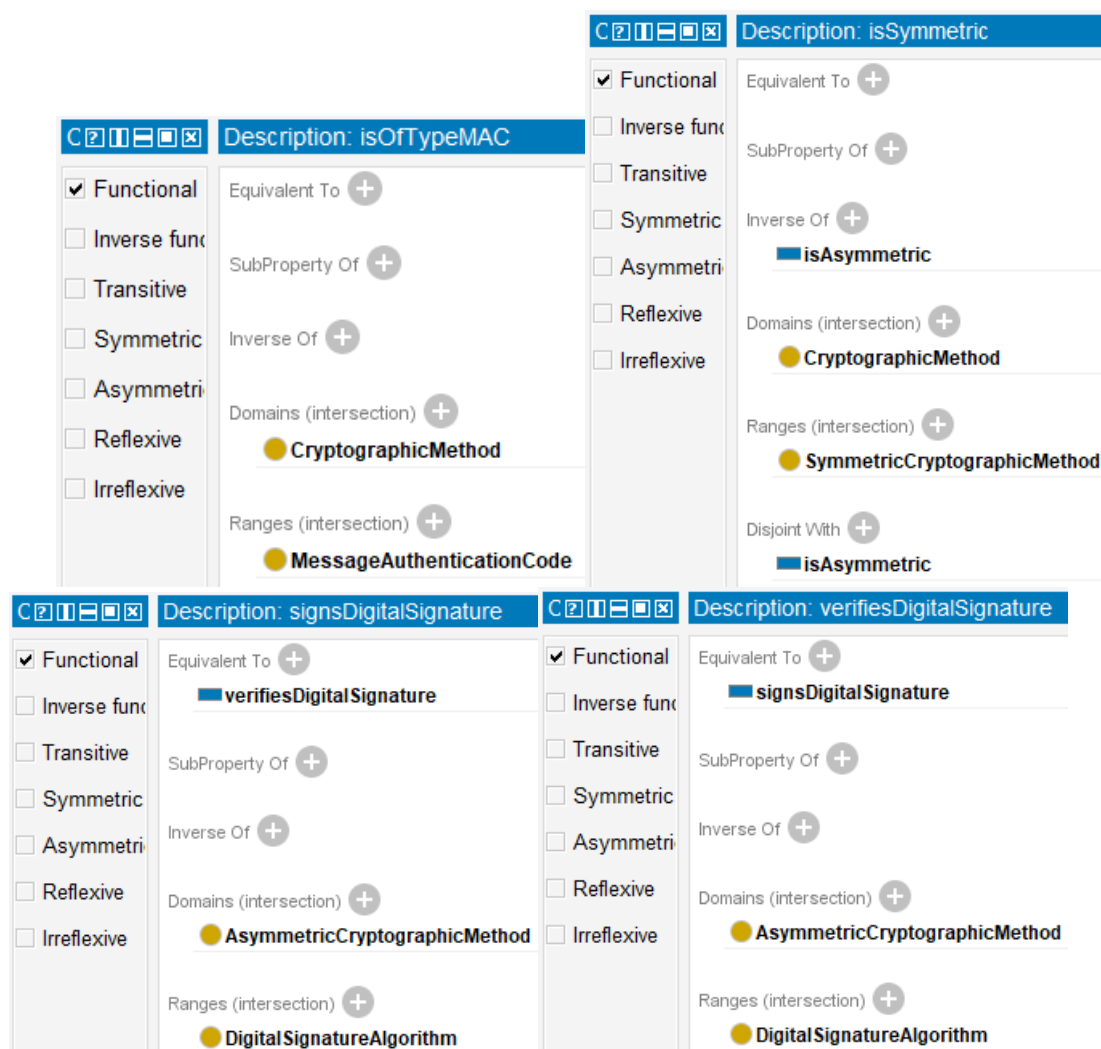 C ? Description: isSymmetric
Functional
Inverse func
Transitive
Symmetric
Asymmetri
Reflexive
Irreflexive
Equivalent To
SubProperty Of
Inverse Of
isAsymmetric
Domains (intersection)
CryptographicMethod
Ranges (intersection)
SymmetricCryptographicMethod
Disjoint With
isAsymmetric
C ? Description: isOfTypeMAC
Functional
Inverse func
Transitive
Symmetric
Asymmetri
Reflexive
Irreflexive
Equivalent To
SubProperty Of
Inverse Of
Domains (intersection)
CryptographicMethod
Ranges (intersection)
MessageAuthenticationCode
C ? Description: signsDigitalSignature
Functional
Inverse func
Transitive
Symmetric
Asymmetri
Reflexive
Irreflexive
Equivalent To
verifiesDigitalSignature
SubProperty Of
Inverse Of
Domains (intersection)
AsymmetricCryptographicMethod
Ranges (intersection)
DigitalSignatureAlgorithm
C ? Description: verifiesDigitalSignature
Functional
Inverse func
Transitive
Symmetric
Asymmetri
Reflexive
Irreflexive
Equivalent To
signsDigitalSignature
SubProperty Of
Inverse Of
Domains (intersection)
AsymmetricCryptographicMethod
Ranges (intersection)
DigitalSignatureAlgorithm